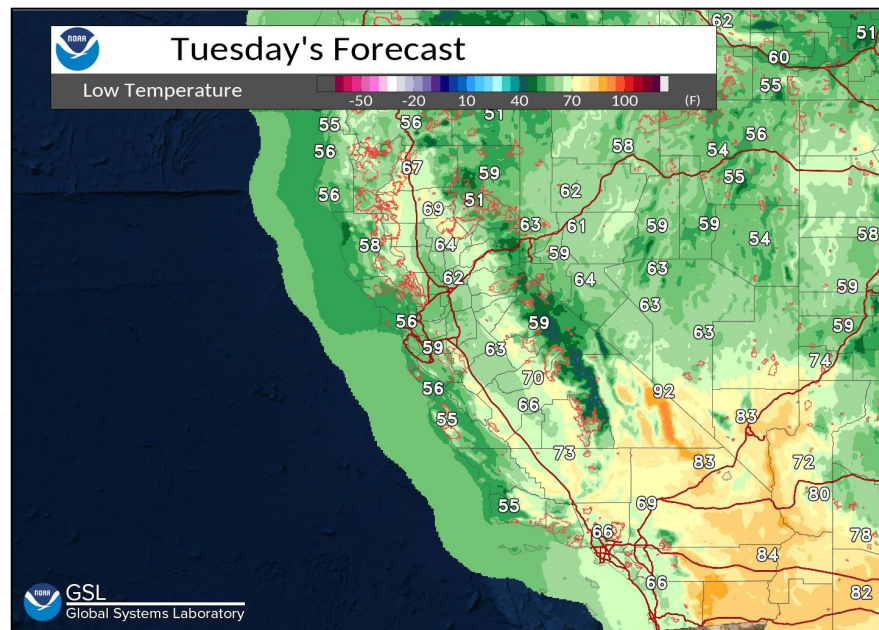 NOAA
Tuesday's Forecast
Low Temperature
-50 -20 10 40 70 100 (F)
62
51
60
55
55 56 51
56
56 58 54
67 59 55
56 69 51 62
63 61 59 59 58
58 64 59 54
62 64 63
59
63
56 59 63 59
59 63
74
56 70 92
55 66 83
73 83 72
55 69 80
66 78
84
66 82
NOAA GSL
Global Systems Laboratory